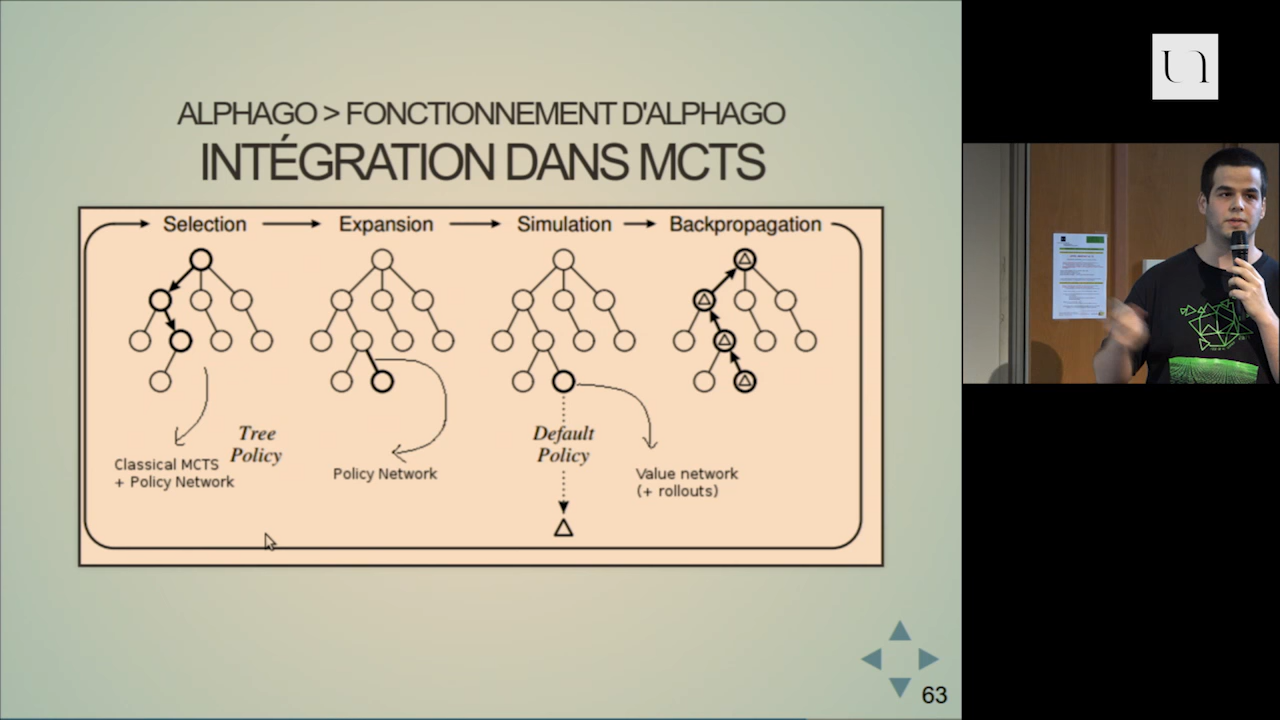 ALPHAGO > FONCTIONNEMENT D'ALPHAGO
INTÉGRATION DANS MCTS
Selection
Expansion
Simulation
Backpropagation
Tree
Policy
Classical MCTS
+ Policy Network
Policy Network
Default
Policy
Value network
(+ rollouts)
63